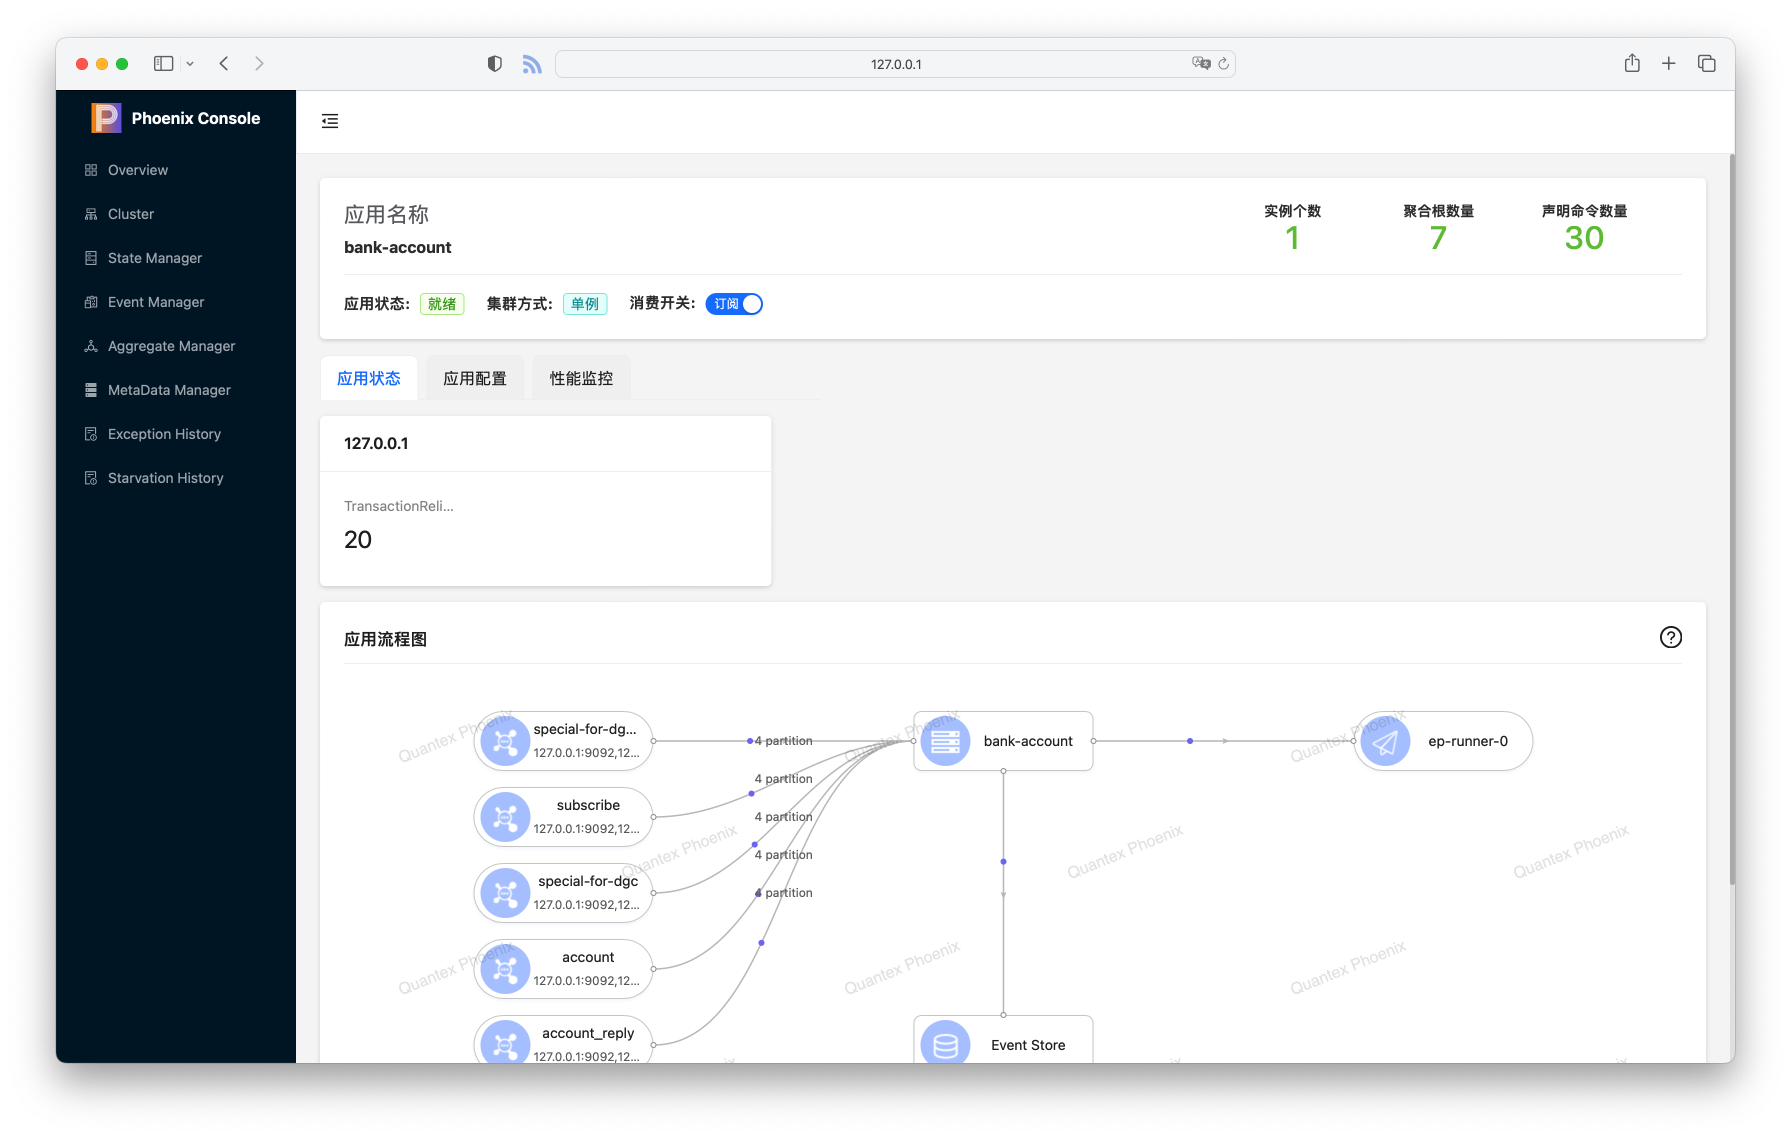 127.0.0.1
Phoenix Console
Overview
Cluster
State Manager
Event Manager
Aggregate Manager
MetaData Manager
Exception History
Starvation History
应用名称
bank-account
实例个数
1
聚合根数量
7
声明命令数量
30
应用状态: 就绪 集群方式: 单例 消费开关: 订阅
应用状态 应用配置 性能监控
127.0.0.1
TransactionReli...
20
应用流程图
special-for-dg...
127.0.0.1:9092,12...
subscribe
127.0.0.1:9092,12...
special-for-dgc
127.0.0.1:9092,12...
account
127.0.0.1:9092,12...
account_reply
127.0.0.1:9092,12...
4 partition
4 partition
4 partition
4 partition
4 partition
bank-account
ep-runner-0
Event Store
Quantex Phoenix
Quantex Phoenix
Quantex Phoenix
Quantex Phoenix
Quantex Phoenix
Quantex Phoenix
Quantex Phoenix
Quantex Phoenix
Quantex Phoenix